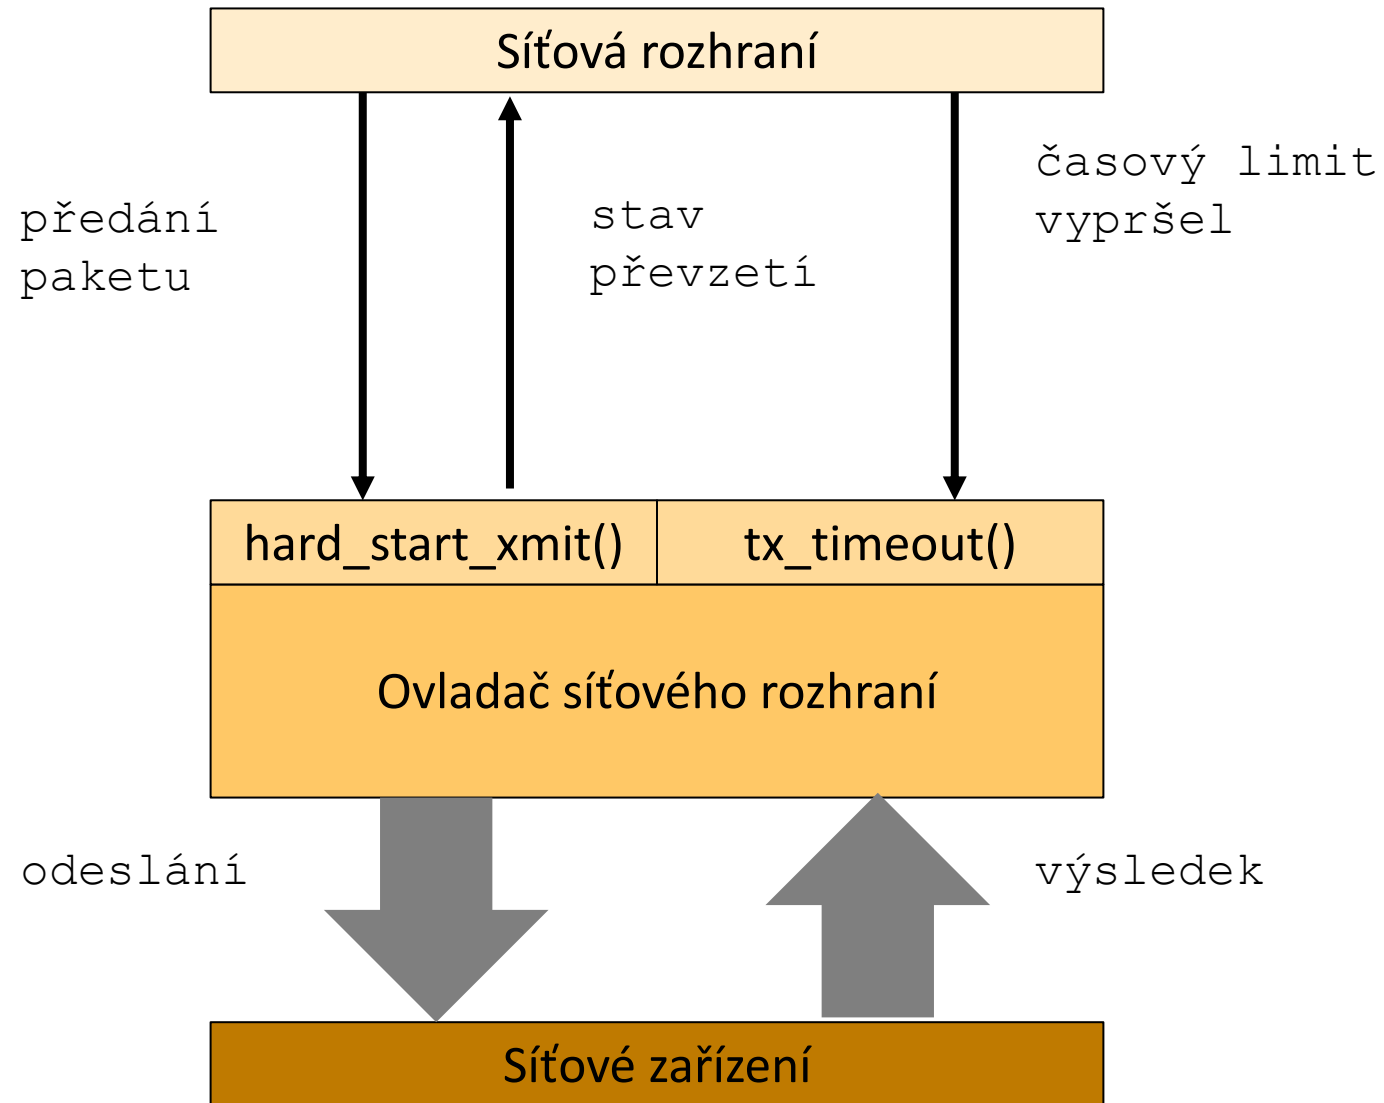 Síťová rozhraní
předání
paketu
stav
převzetí
časový limit
vypršel
hard_start_xmit()
tx_timeout()
Ovladač síťového rozhraní
odeslání
výsledek
Síťové zařízení